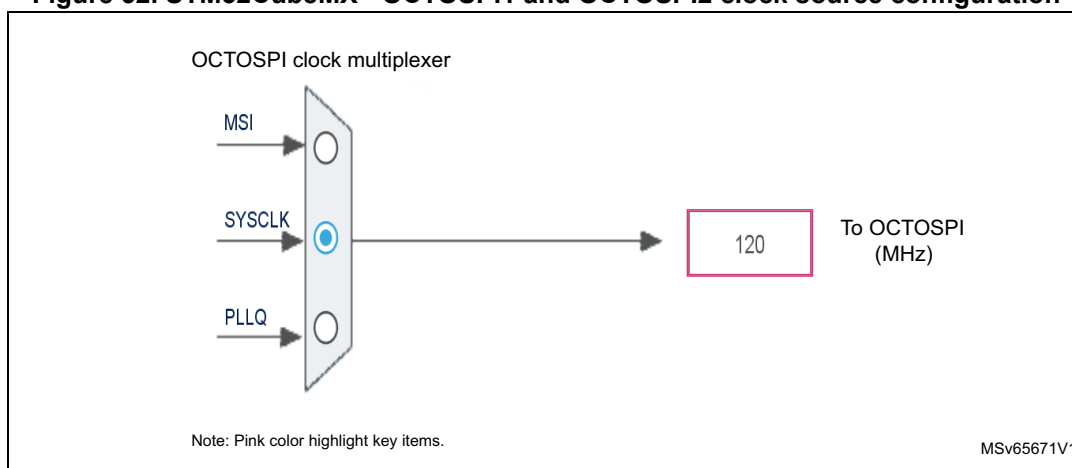 OCTOSPI clock multiplexer
MSI
SYSCLK
PLLQ
120
To OCTOSPI
(MHz)
Note: Pink color highlight key items.
MSv65671V1